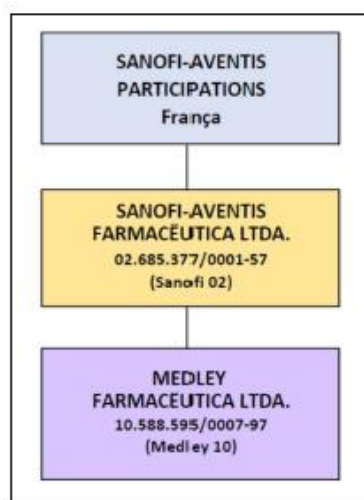 SANOFI-AVENTIS
PARTICIPATIONS
França
SANOFI-AVENTIS
FARMACÊUTICA LTDA.
02.685.377/0001-57
(Sanofi 02)
MEDLEY
FARMACEUTICA LTDA.
10.588.595/0007-97
(Medley 10)